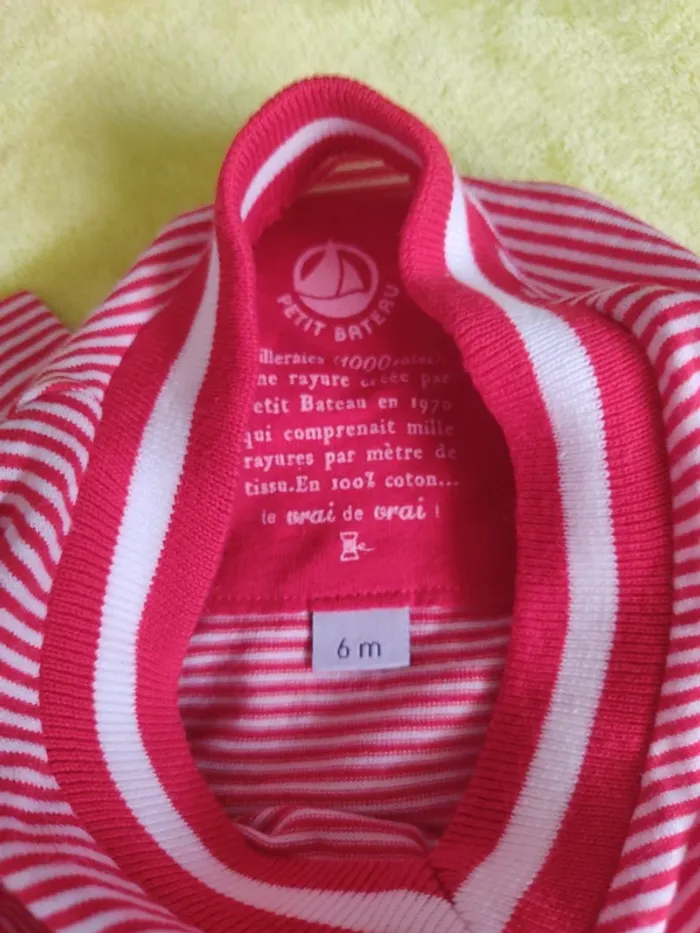 PETIT BATEAU
illeraies (1000 raies)
ne rayure créée par
etit Bateau en 1970
qui comprenait mille
rayures par mètre de
tissu.En 100% coton...
le vrai de vrai !
6 m